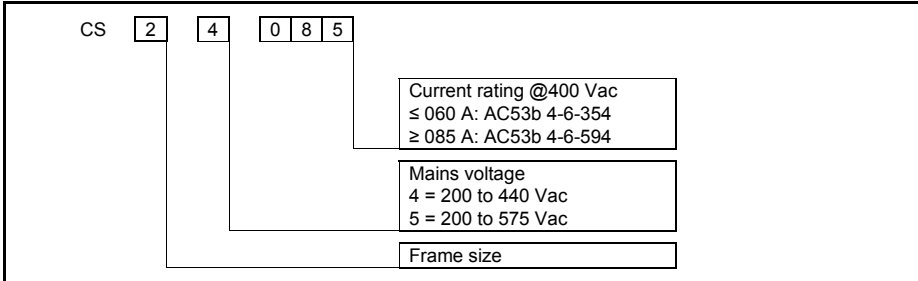 CS 2 4 0 8 5
Current rating @400 Vac
≤ 060 A: AC53b 4-6-354
≥ 085 A: AC53b 4-6-594
Mains voltage
4 = 200 to 440 Vac
5 = 200 to 575 Vac
Frame size